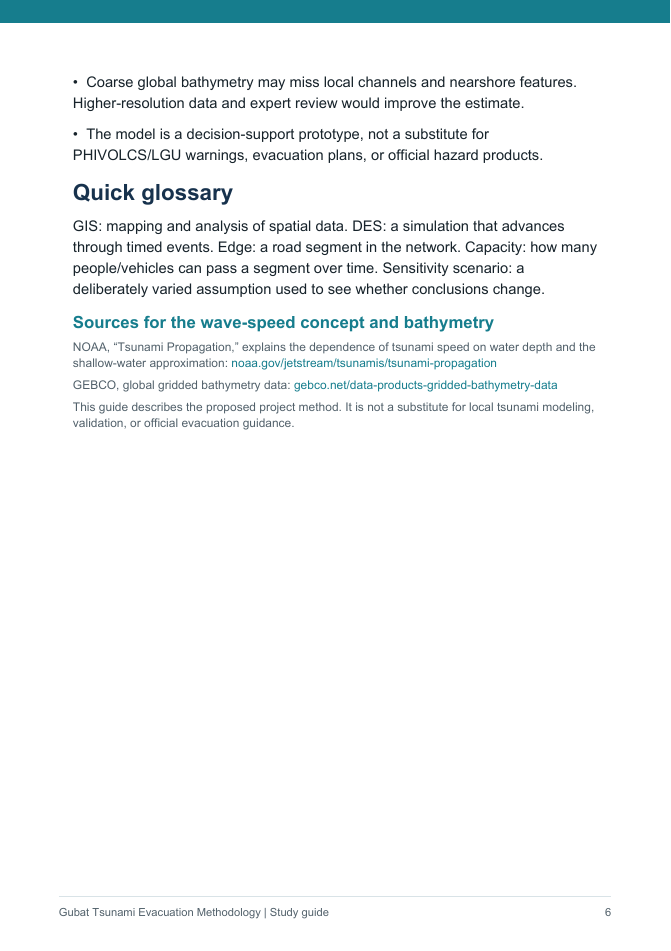 • Coarse global bathymetry may miss local channels and nearshore features.
Higher-resolution data and expert review would improve the estimate.
• The model is a decision-support prototype, not a substitute for
PHIVOLCS/LGU warnings, evacuation plans, or official hazard products.
Quick glossary
GIS: mapping and analysis of spatial data. DES: a simulation that advances
through timed events. Edge: a road segment in the network. Capacity: how many
people/vehicles can pass a segment over time. Sensitivity scenario: a
deliberately varied assumption used to see whether conclusions change.
Sources for the wave-speed concept and bathymetry
NOAA, “Tsunami Propagation,” explains the dependence of tsunami speed on water depth and the
shallow-water approximation: noaa.gov/jetstream/tsunamis/tsunami-propagation
GEBCO, global gridded bathymetry data: gebco.net/data-products-gridded-bathymetry-data
This guide describes the proposed project method. It is not a substitute for local tsunami modeling,
validation, or official evacuation guidance.
Gubat Tsunami Evacuation Methodology | Study guide 6